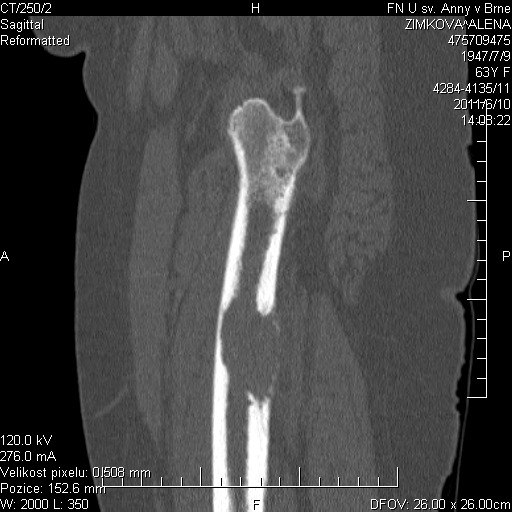 CT/250/2
Sagittal
Reformatted
H
FN U sv. Anny v Brne
ZIMKOVA^ALENA
475709475
1947/7/9
63Y F
4284-4135/11
2011/6/10
14:03:22
A
P
120.0 kV
276.0 mA
Velikost pixelu: 0.508 mm
Pozice: 152.6 mm
W: 2000 L: 350
F
DFOV: 26.00 x 26.00cm